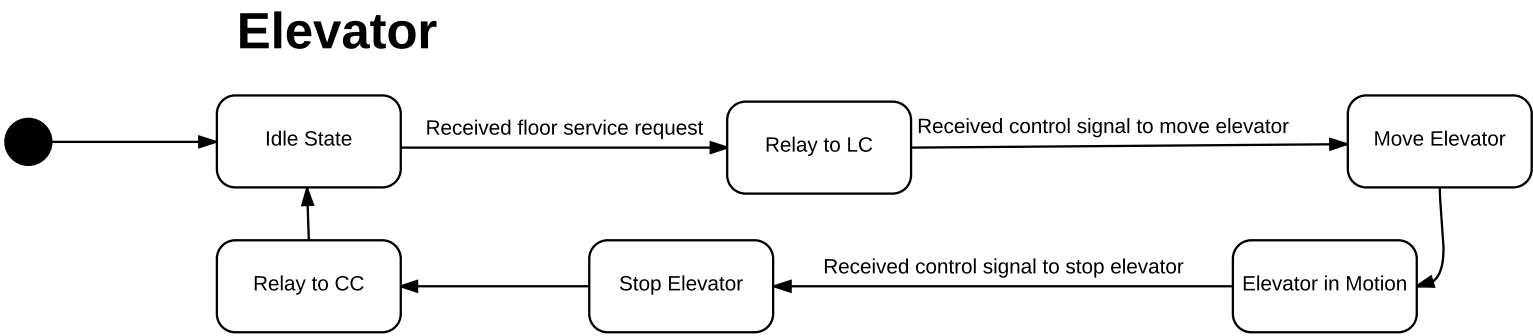 Elevator
Idle State
Received floor service request
Relay to LC
Received control signal to move elevator
Move Elevator
Relay to CC
Stop Elevator
Received control signal to stop elevator
Elevator in Motion